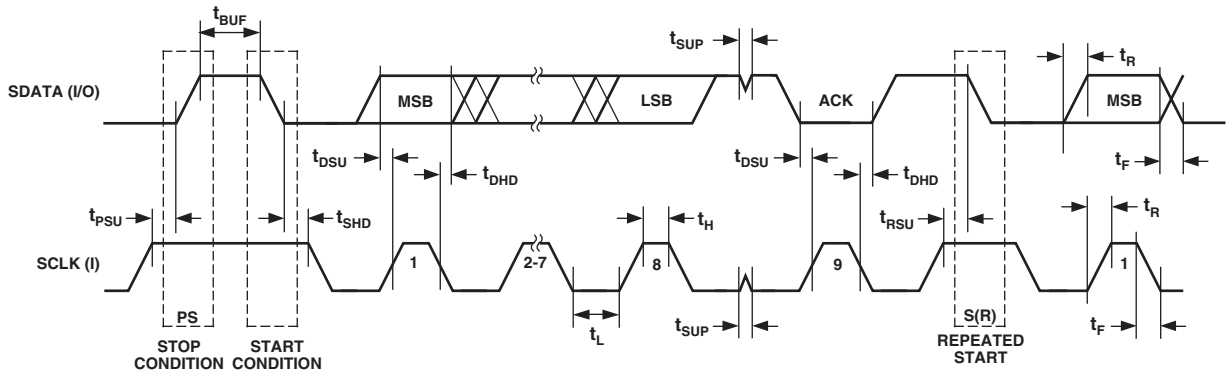 tBUF
tSUP
tR
SDATA (I/O)
MSB
LSB
ACK
MSB
tDSU
tDHD
tDSU
tDHD
tF
tPSU
tSHD
tH
tRSU
tR
SCLK (I)
1
2-7
8
9
1
PS
tL
tSUP
S(R)
tF
STOP
CONDITION
START
CONDITION
REPEATED
START